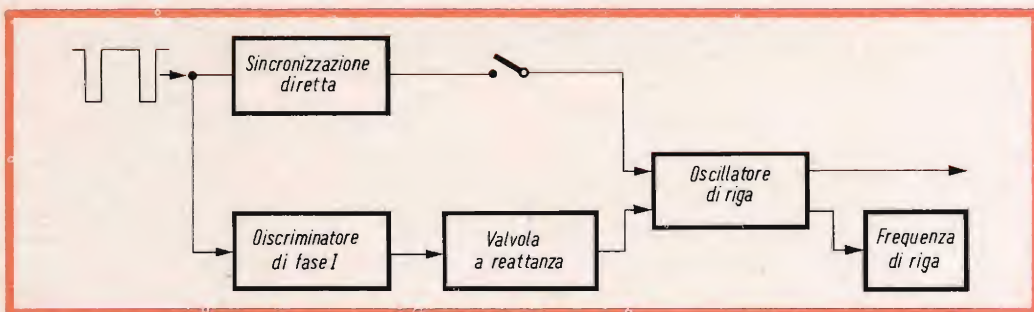 Sincronizzazione
diretta
Oscillatore
di riga
Discriminatore
di fase I
Valvola
a reattanza
Frequenza
di riga